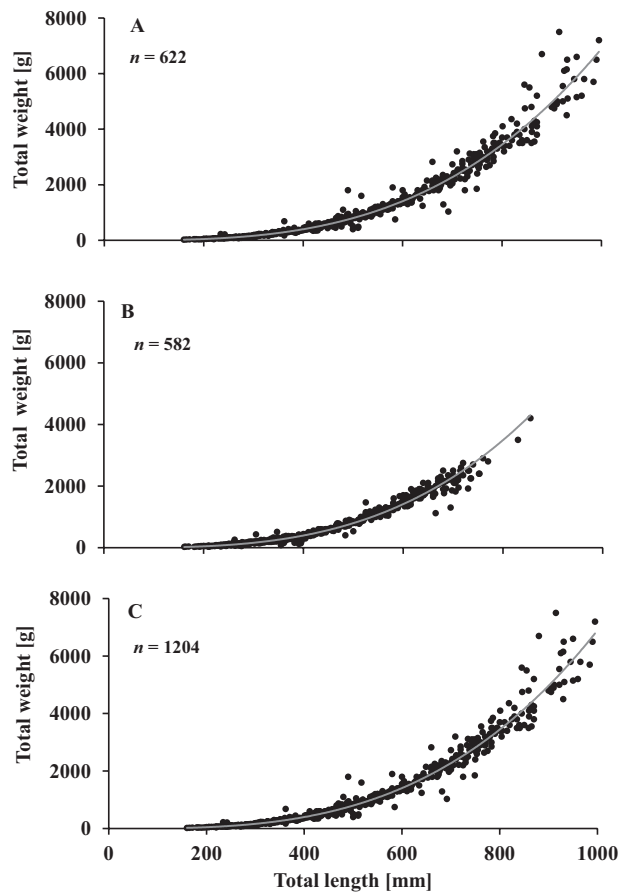 A
n = 622
Total weight [g]
8000
6000
4000
2000
0
B
n = 582
Total weight [g]
8000
6000
4000
2000
0
C
n = 1204
Total weight [g]
8000
6000
4000
2000
0
0 200 400 600 800 1000
Total length [mm]